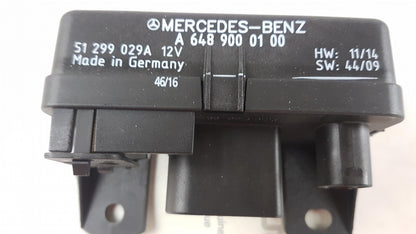 MERCEDES-BENZ
A 648 900 01 00
51 299 029A 12V
Made in Germany
HW: 11/14
SW: 44/09
46/16